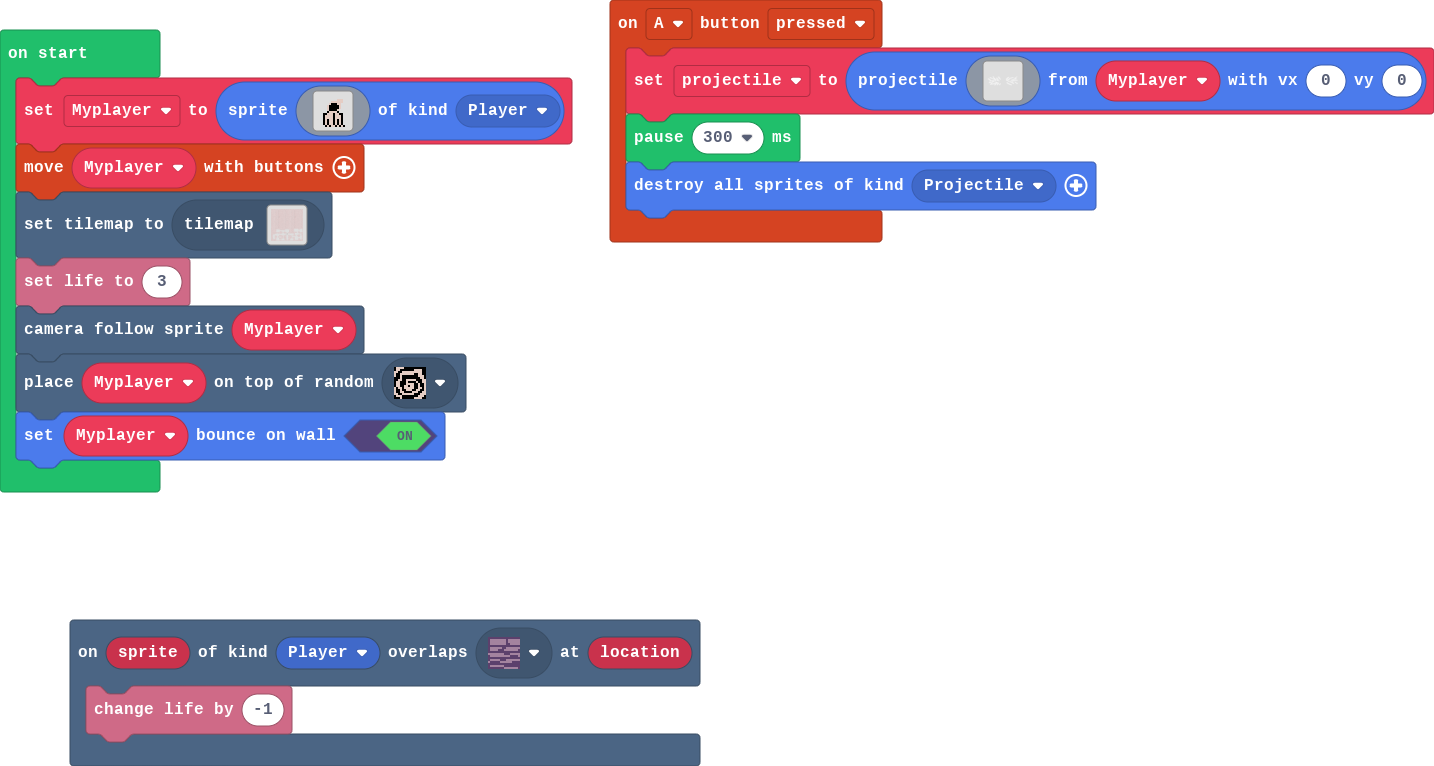 on start
set Myplayer to sprite of kind Player
move Myplayer with buttons
set tilemap to tilemap
set life to 3
camera follow sprite Myplayer
place Myplayer on top of random
set Myplayer bounce on wall ON
on A button pressed
set projectile to projectile from Myplayer with vx 0 vy 0
pause 300 ms
destroy all sprites of kind Projectile
on sprite of kind Player overlaps at location
change life by -1